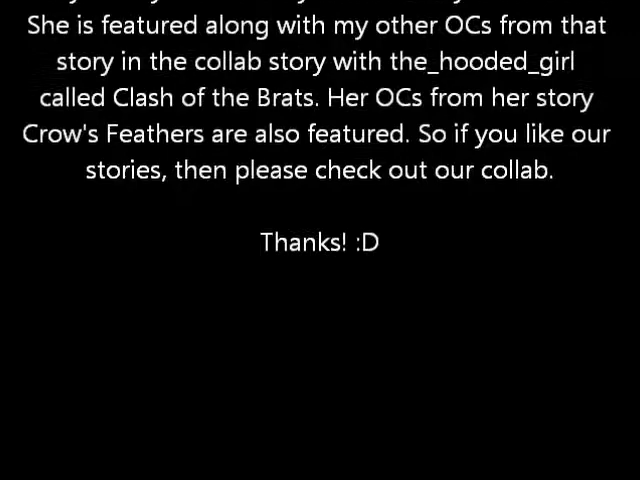 She is featured along with my other OCs from that
story in the collab story with the_hooded_girl
called Clash of the Brats. Her OCs from her story
Crow's Feathers are also featured. So if you like our
stories, then please check out our collab.
Thanks! :D